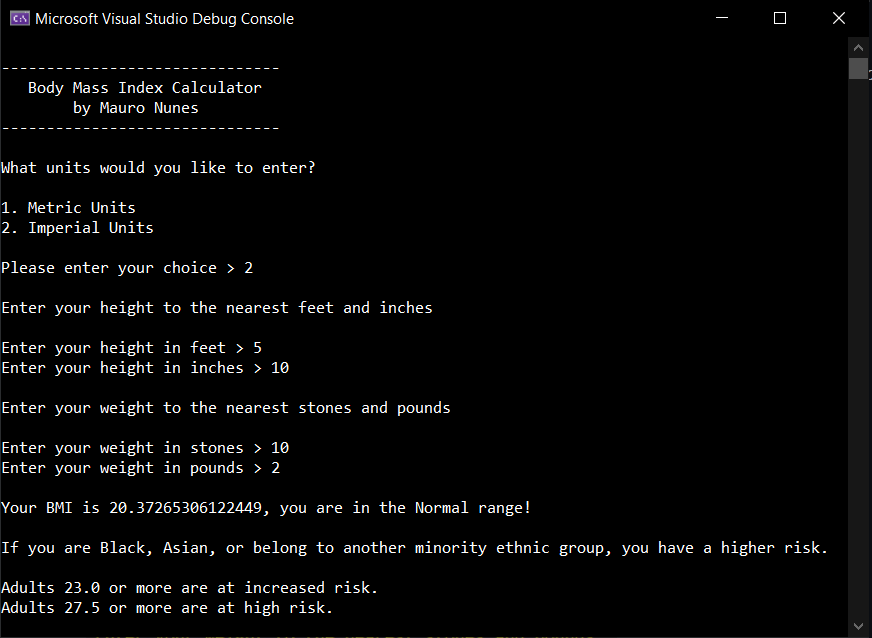 C:\ Microsoft Visual Studio Debug Console
-------------------------------
Body Mass Index Calculator
by Mauro Nunes
-------------------------------
What units would you like to enter?
1. Metric Units
2. Imperial Units
Please enter your choice > 2
Enter your height to the nearest feet and inches
Enter your height in feet > 5
Enter your height in inches > 10
Enter your weight to the nearest stones and pounds
Enter your weight in stones > 10
Enter your weight in pounds > 2
Your BMI is 20.37265306122449, you are in the Normal range!
If you are Black, Asian, or belong to another minority ethnic group, you have a higher risk.
Adults 23.0 or more are at increased risk.
Adults 27.5 or more are at high risk.